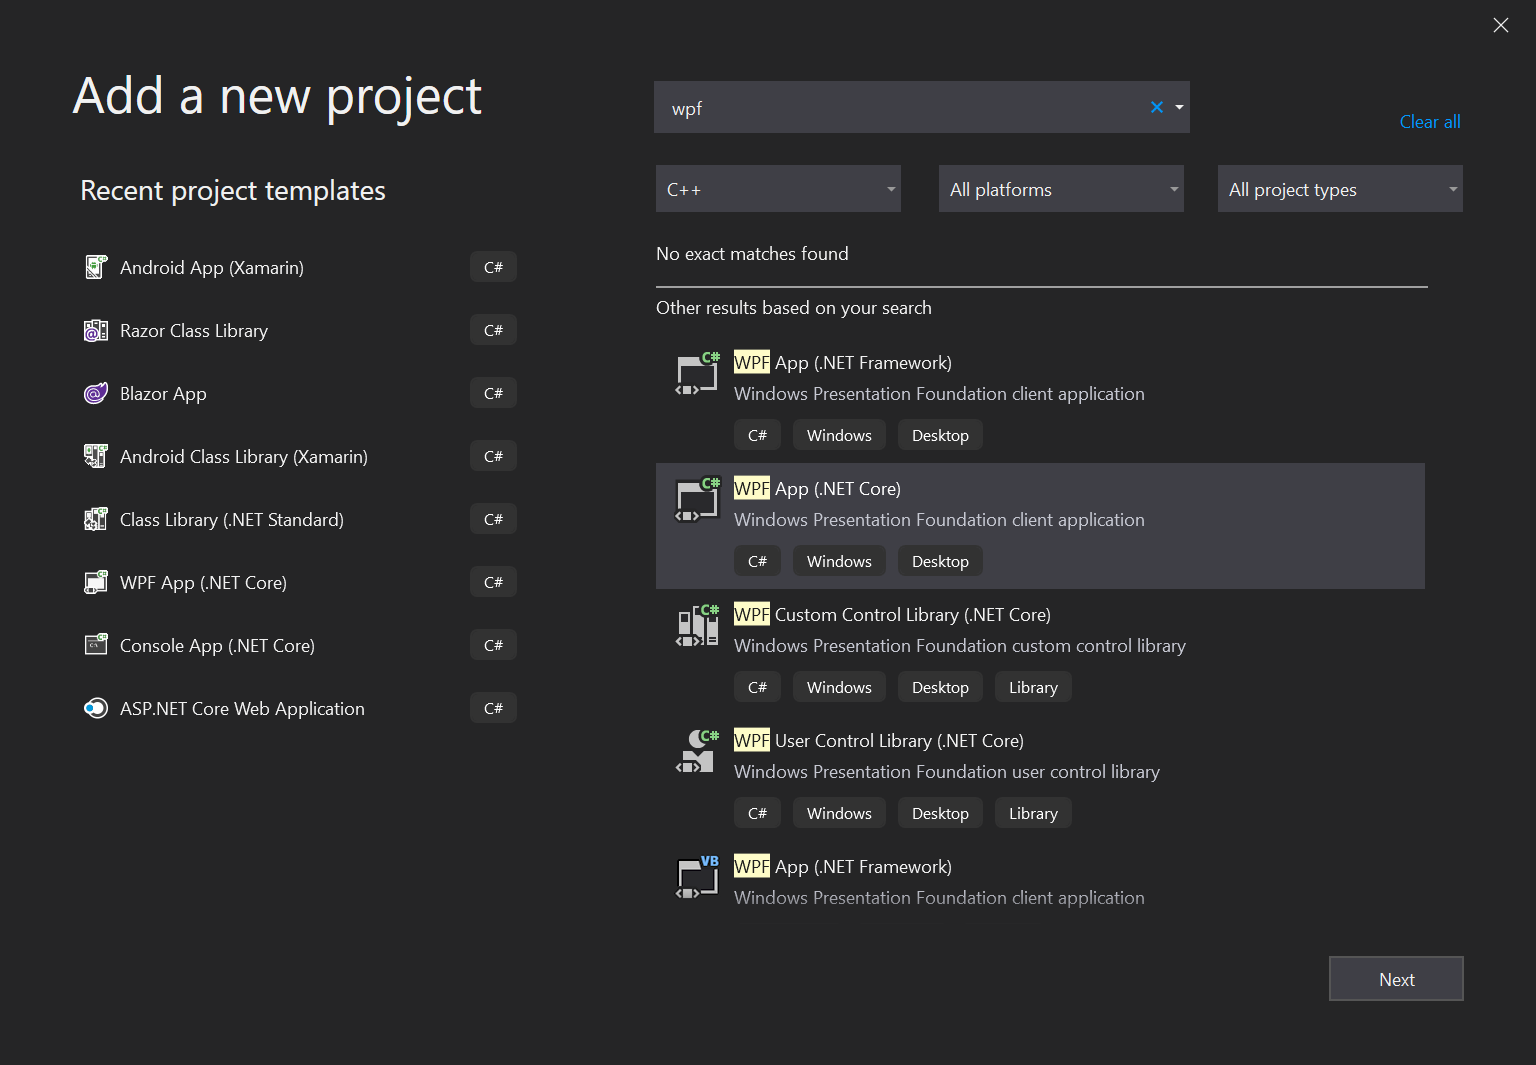 Add a new project
Recent project templates
Android App (Xamarin) C#
Razor Class Library C#
Blazor App C#
Android Class Library (Xamarin) C#
Class Library (.NET Standard) C#
WPF App (.NET Core) C#
Console App (.NET Core) C#
ASP.NET Core Web Application C#
wpf
Clear all
C++ All platforms All project types
No exact matches found
Other results based on your search
C#
WPF App (.NET Framework)
Windows Presentation Foundation client application
C# Windows Desktop
C#
WPF App (.NET Core)
Windows Presentation Foundation client application
C# Windows Desktop
C#
WPF Custom Control Library (.NET Core)
Windows Presentation Foundation custom control library
C# Windows Desktop Library
C#
WPF User Control Library (.NET Core)
Windows Presentation Foundation user control library
C# Windows Desktop Library
VB
WPF App (.NET Framework)
Windows Presentation Foundation client application
Next